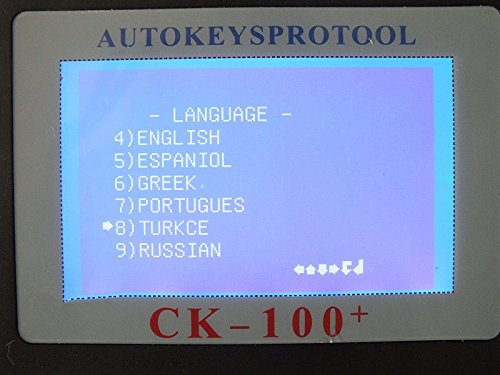 AUTOKEYSPROTOOL
- LANGUAGE -
4)ENGLISH
5)ESPANIOL
6)GREEK
7)PORTUGUES
8)TURKCE
9)RUSSIAN
CK-100+